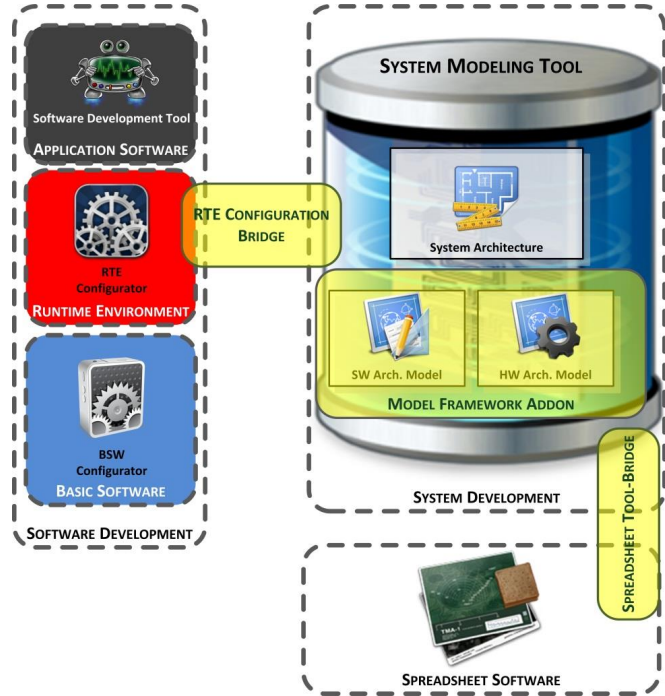 Software Development Tool
APPLICATION SOFTWARE
RTE
Configurator
RUNTIME ENVIRONMENT
BSW
Configurator
BASIC SOFTWARE
SOFTWARE DEVELOPMENT
RTE CONFIGURATION
BRIDGE
SYSTEM MODELING TOOL
System Architecture
SW Arch. Model
HW Arch. Model
MODEL FRAMEWORK ADDON
SYSTEM DEVELOPMENT
SPREADSHEET TOOL-BRIDGE
TMA-1
SPREADSHEET SOFTWARE